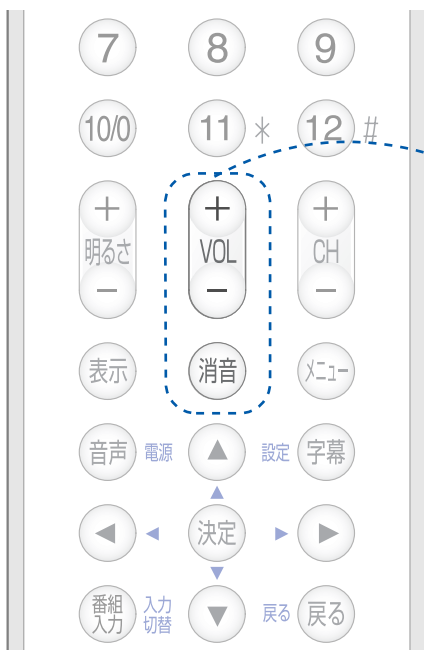 7 8 9
10/0 11 * 12 #
+ + +
明るさ VOL CH
− − −
表示 消音 メニュー
音声 電源 ▲ 設定 字幕
▲
◀ ◀ 決定 ▶ ▶
▼
番組 入力
入力 切替 ▼ 戻る 戻る